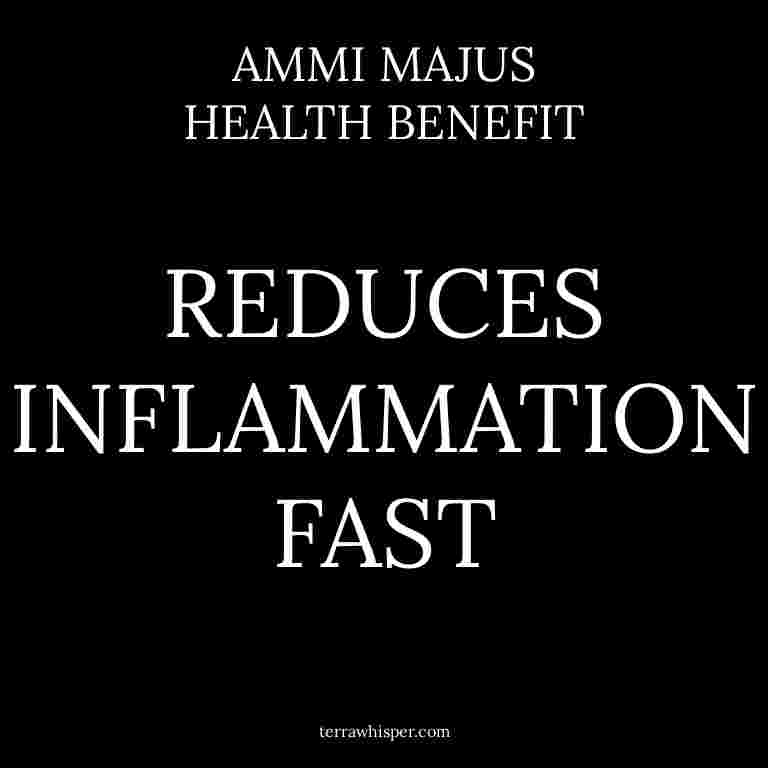 AMMI MAJUS
HEALTH BENEFIT
REDUCES
INFLAMMATION
FAST
terrawhisper.com